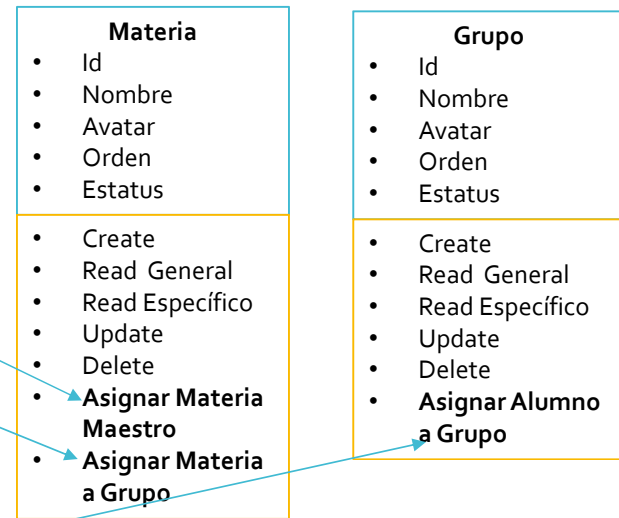 Materia
• Id
• Nombre
• Avatar
• Orden
• Estatus
• Create
• Read General
• Read Específico
• Update
• Delete
• Asignar Materia
Maestro
• Asignar Materia
a Grupo
Grupo
• Id
• Nombre
• Avatar
• Orden
• Estatus
• Create
• Read General
• Read Específico
• Update
• Delete
• Asignar Alumno
a Grupo